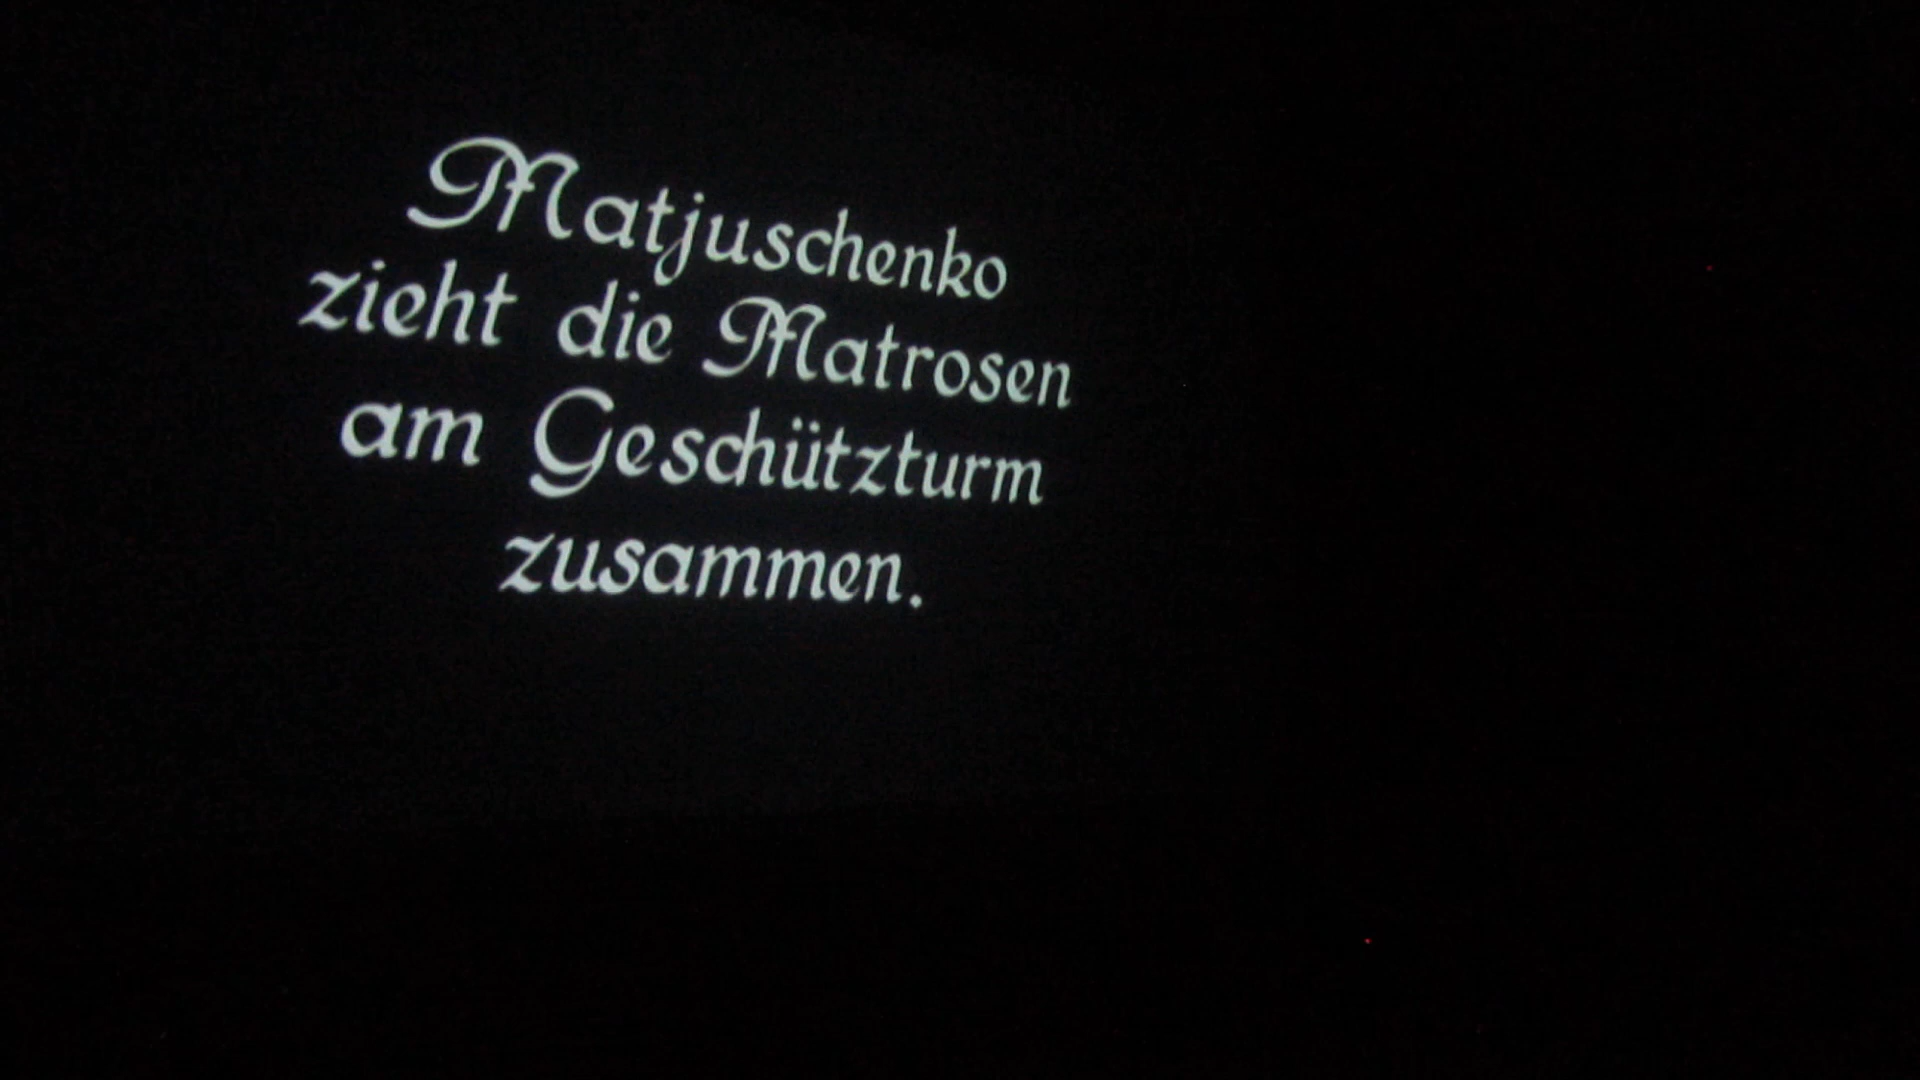 Matjuschenko
zieht die Matrosen
am Geschützturm
zusammen.